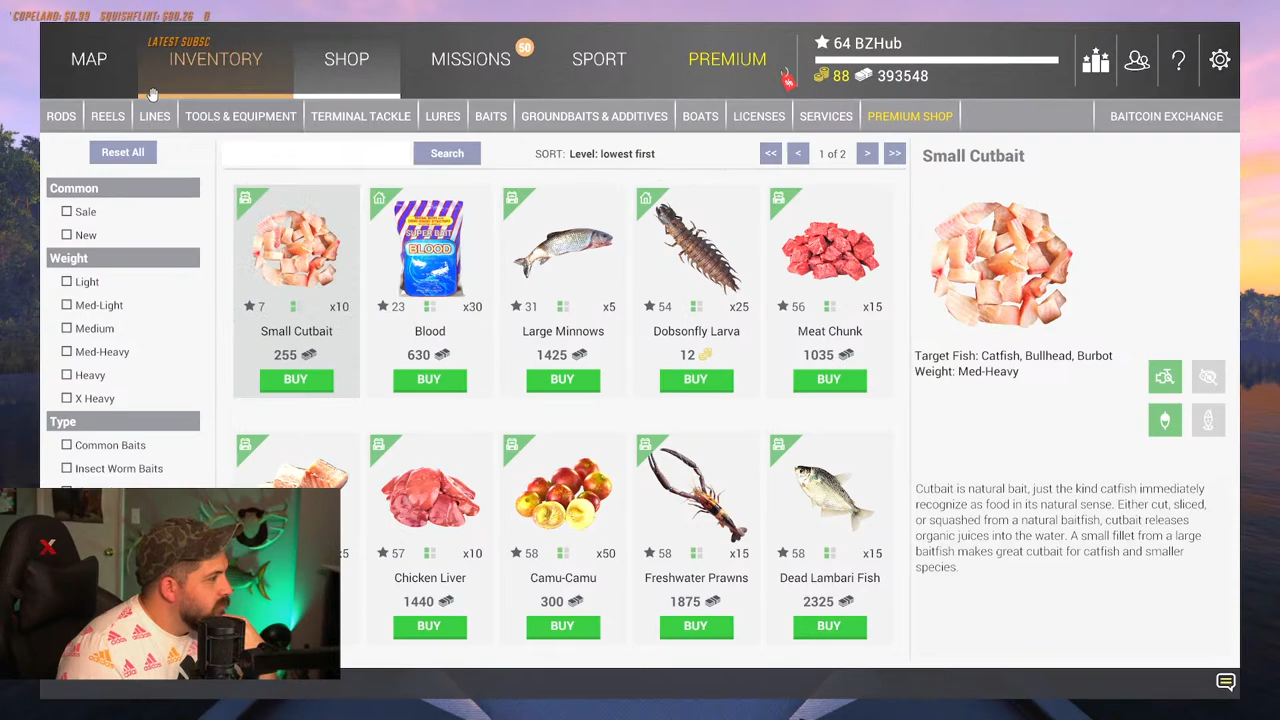 COPELAND: $0.99 SQUISHFLINT: $80.26
LATEST SUBSC
MAP
INVENTORY
SHOP
MISSIONS
50
SPORT
PREMIUM
64 BZHub
88 393548
RODS
REELS
LINES
TOOLS & EQUIPMENT
TERMINAL TACKLE
LURES
BAITS
GROUNDBAITS & ADDITIVES
BOATS
LICENSES
SERVICES
PREMIUM SHOP
BAITCOIN EXCHANGE
Reset All
Search
SORT: Level: lowest first
<< < 1 of 2 > >>
Common
Sale
New
Weight
Light
Med-Light
Medium
Med-Heavy
Heavy
X Heavy
Type
Common Baits
Insect Worm Baits
7 x10
Small Cutbait
255
BUY
SUPER BAIT
BLOOD
23 x30
Blood
630
BUY
31 x5
Large Minnows
1425
BUY
54 x25
Dobsonfly Larva
12
BUY
56 x15
Meat Chunk
1035
BUY
x5
57 x10
Chicken Liver
1440
BUY
58 x50
Camu-Camu
300
BUY
58 x15
Freshwater Prawns
1875
BUY
58 x15
Dead Lambari Fish
2325
BUY
Small Cutbait
Target Fish: Catfish, Bullhead, Burbot
Weight: Med-Heavy
Cutbait is natural bait, just the kind catfish immediately
recognize as food in its natural sense. Either cut, sliced,
or squashed from a natural baitfish, cutbait releases
organic juices into the water. A small fillet from a large
baitfish makes great cutbait for catfish and smaller
species.